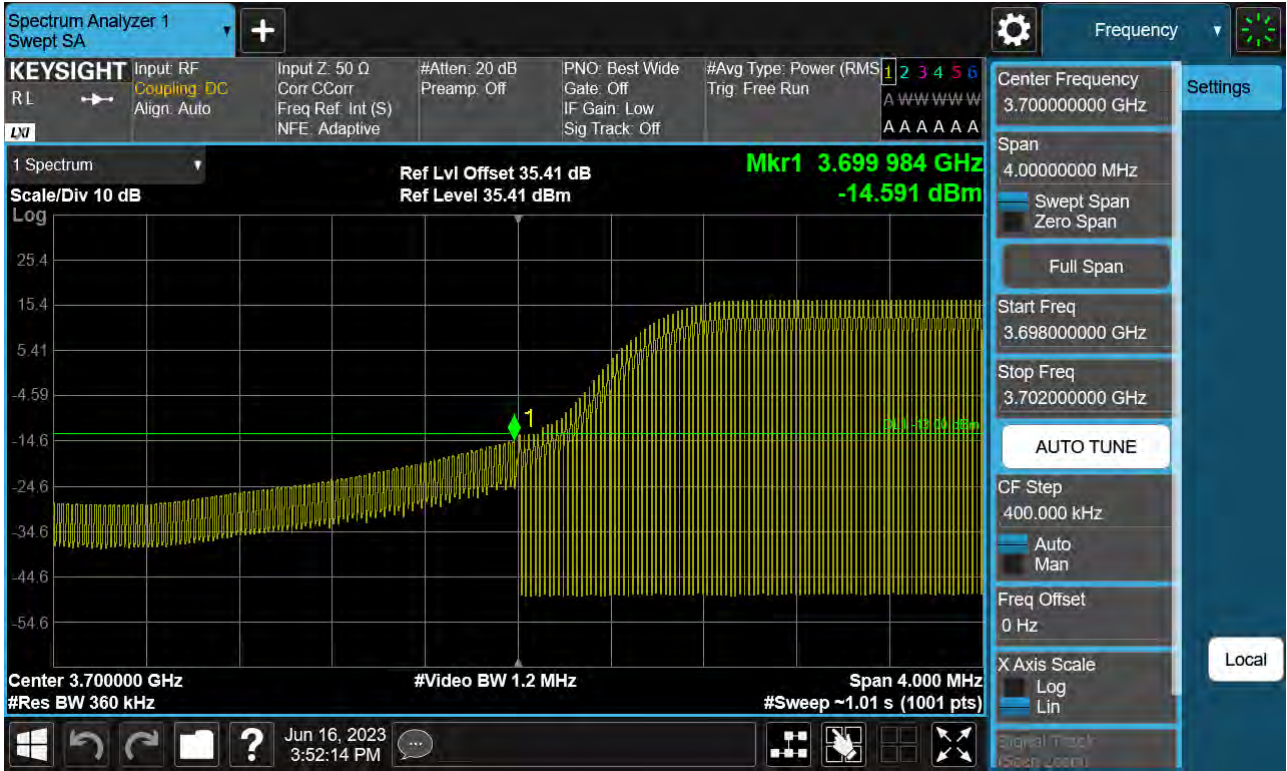 Spectrum Analyzer 1
Swept SA
+
Frequency
KEYSIGHT
RL
LXI
Input: RF
Coupling: DC
Align: Auto
Input Z: 50 Ω
Corr CCorr
Freq Ref: Int (S)
NFE: Adaptive
#Atten: 20 dB
Preamp: Off
PNO: Best Wide
Gate: Off
IF Gain: Low
Sig Track: Off
#Avg Type: Power (RMS
Trig: Free Run
1 2 3 4 5 6
A W W W W W
A A A A A A
1 Spectrum
Scale/Div 10 dB
Log
Ref Lvl Offset 35.41 dB
Ref Level 35.41 dBm
Mkr1 3.699 984 GHz
-14.591 dBm
25.4
15.4
5.41
-4.59
-14.6
-24.6
-34.6
-44.6
-54.6
1
DL1 -13.00 dBm
Center 3.700000 GHz
#Res BW 360 kHz
#Video BW 1.2 MHz
Span 4.000 MHz
#Sweep ~1.01 s (1001 pts)
Center Frequency
3.700000000 GHz
Settings
Span
4.00000000 MHz
Swept Span
Zero Span
Full Span
Start Freq
3.698000000 GHz
Stop Freq
3.702000000 GHz
AUTO TUNE
CF Step
400.000 kHz
Auto
Man
Freq Offset
0 Hz
X Axis Scale
Log
Lin
Local
Signal Track
(Span Zoom)
?
Jun 16, 2023
3:52:14 PM